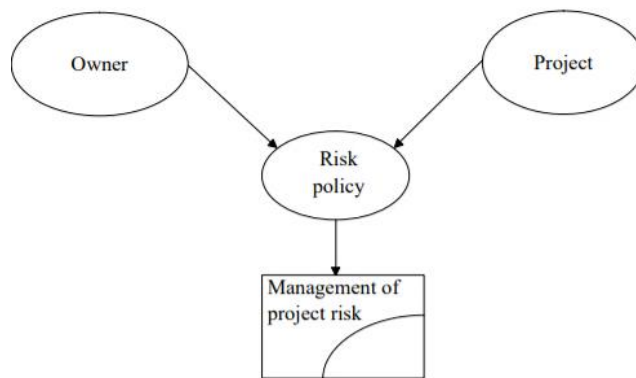 Owner
Project
Risk
policy
Management of
project risk